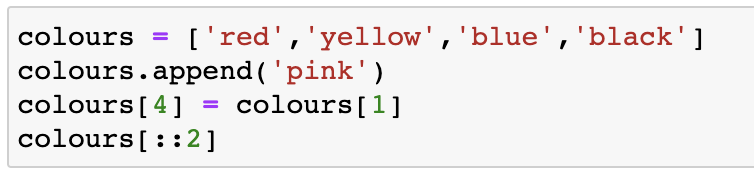 colours = ['red','yellow','blue','black']
colours.append('pink')
colours[4] = colours[1]
colours[::2]